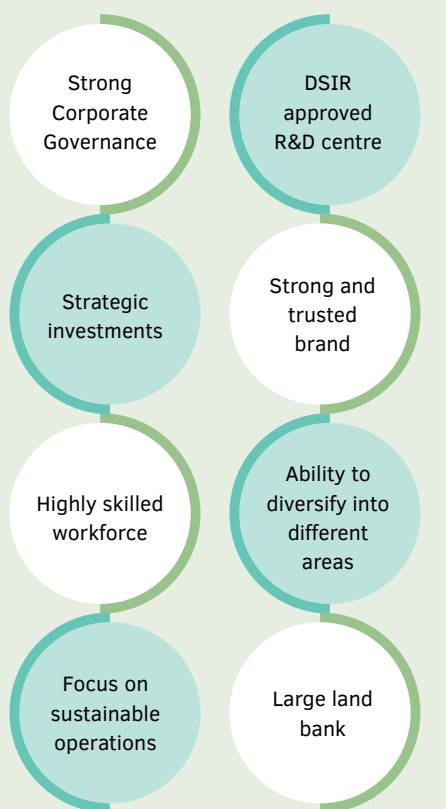 Strong
Corporate
Governance
DSIR
approved
R&D centre
Strategic
investments
Strong and
trusted
brand
Highly skilled
workforce
Ability to
diversify into
different
areas
Focus on
sustainable
operations
Large land
bank